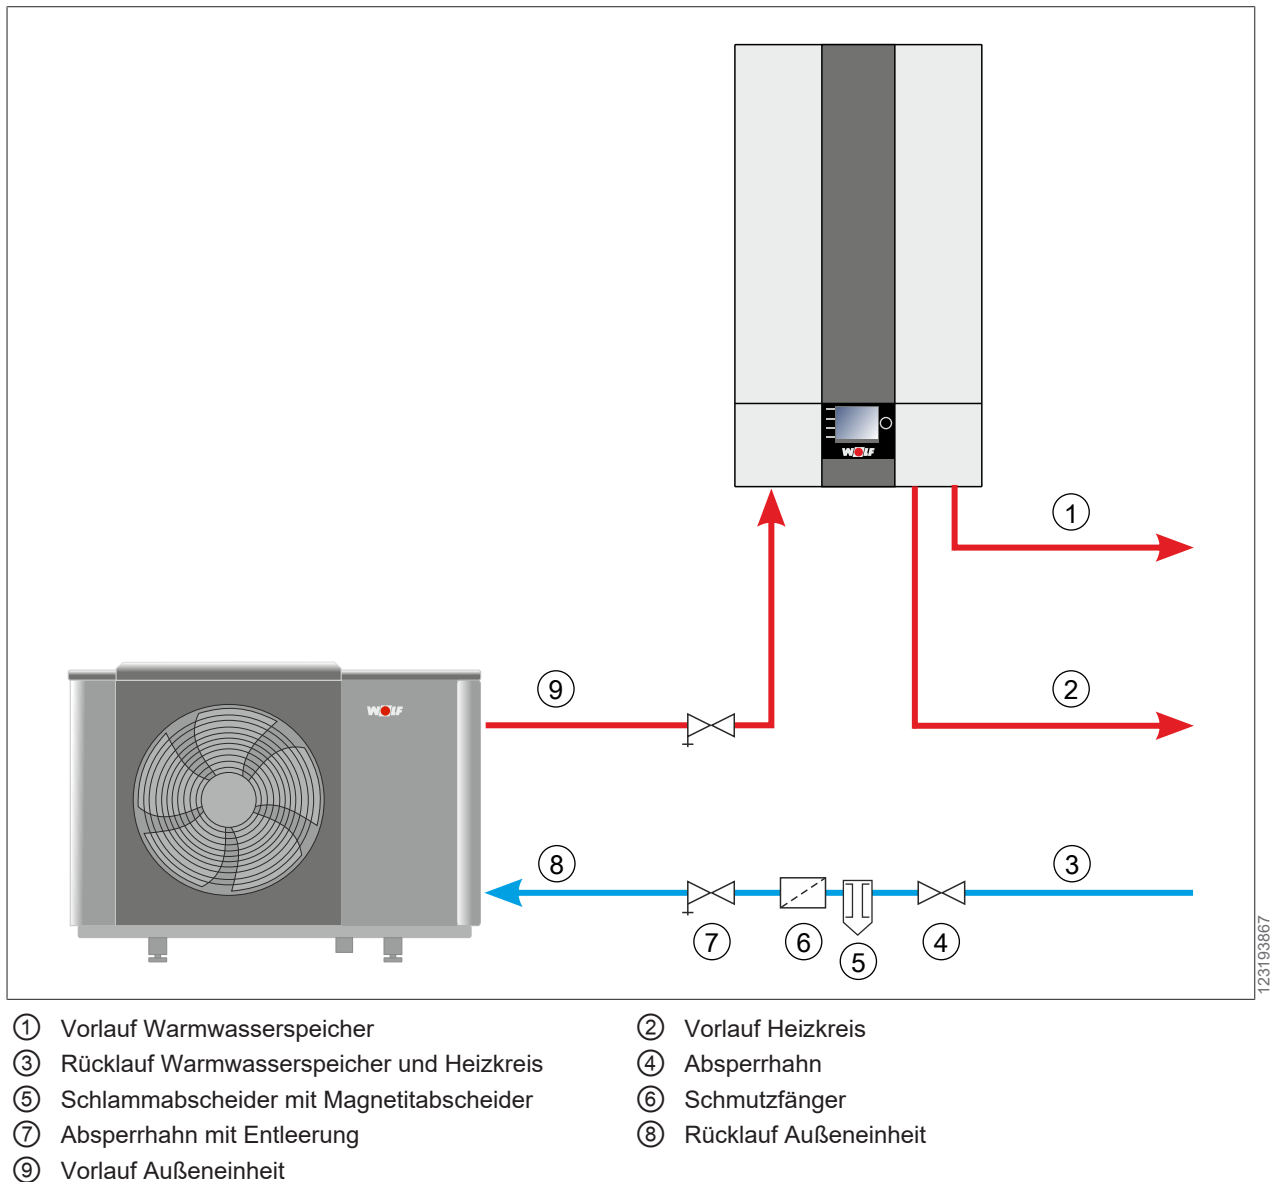 WOLF
1
9
2
WOLF
8
3
7
6
5
4
123193867
1 Vorlauf Warmwasserspeicher
2 Vorlauf Heizkreis
3 Rücklauf Warmwasserspeicher und Heizkreis
4 Absperrhahn
5 Schlammabscheider mit Magnetitabscheider
6 Schmutzfänger
7 Absperrhahn mit Entleerung
8 Rücklauf Außeneinheit
9 Vorlauf Außeneinheit